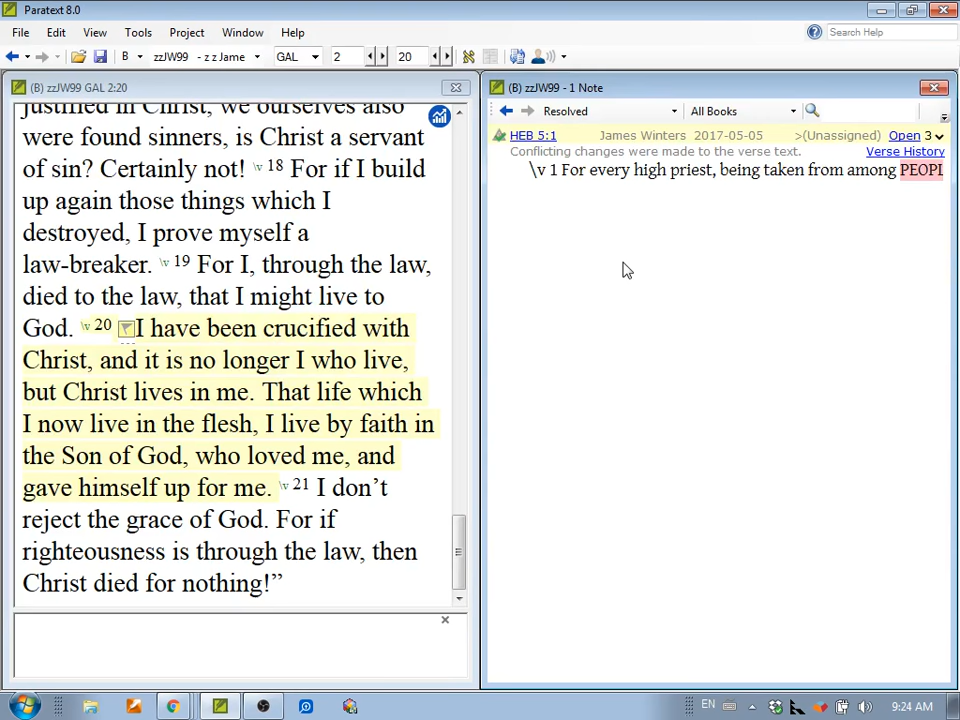 Paratext 8.0
File Edit View Tools Project Window Help
Search Help
B zzJW99 - z z Jame GAL 2 20
(B) zzJW99 GAL 2:20
justified in Christ, we ourselves also
were found sinners, is Christ a servant
of sin? Certainly not! \v 18 For if I build
up again those things which I
destroyed, I prove myself a
law-breaker. \v 19 For I, through the law,
died to the law, that I might live to
God. \v 20 I have been crucified with
Christ, and it is no longer I who live,
but Christ lives in me. That life which
I now live in the flesh, I live by faith in
the Son of God, who loved me, and
gave himself up for me. \v 21 I don’t
reject the grace of God. For if
righteousness is through the law, then
Christ died for nothing!”
(B) zzJW99 - 1 Note
Resolved All Books
HEB 5:1 James Winters 2017-05-05 >(Unassigned) Open 3
Conflicting changes were made to the verse text. Verse History
\v 1 For every high priest, being taken from among PEOPL
EN 9:24 AM